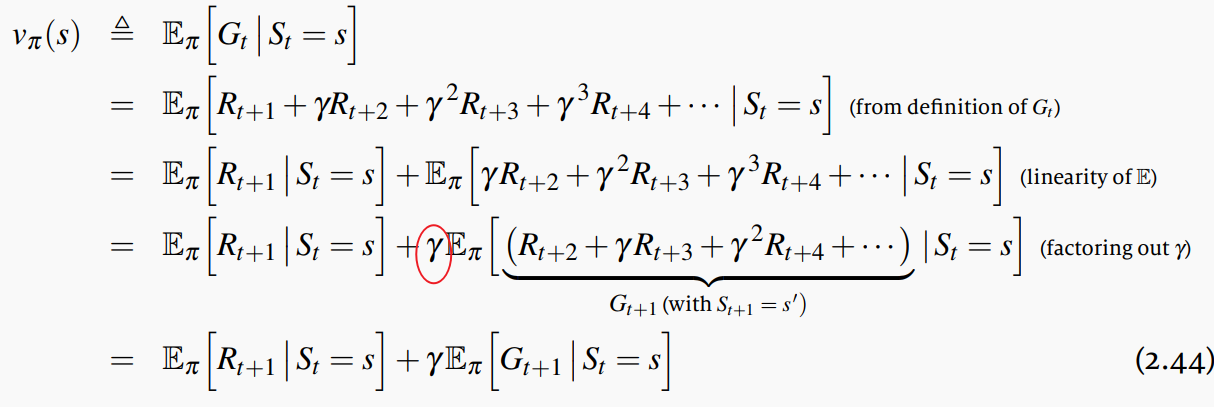 v_π(s) ≜ 𝔼_π[G_t | S_t = s]
= 𝔼_π[R_{t+1} + γR_{t+2} + γ²R_{t+3} + γ³R_{t+4} + ⋯ | S_t = s] (from definition of G_t)
= 𝔼_π[R_{t+1} | S_t = s] + 𝔼_π[γR_{t+2} + γ²R_{t+3} + γ³R_{t+4} + ⋯ | S_t = s] (linearity of 𝔼)
= 𝔼_π[R_{t+1} | S_t = s] + γ𝔼_π[(R_{t+2} + γR_{t+3} + γ²R_{t+4} + ⋯) | S_t = s] (factoring out γ)
G_{t+1} (with S_{t+1} = s′)
= 𝔼_π[R_{t+1} | S_t = s] + γ𝔼_π[G_{t+1} | S_t = s] (2.44)